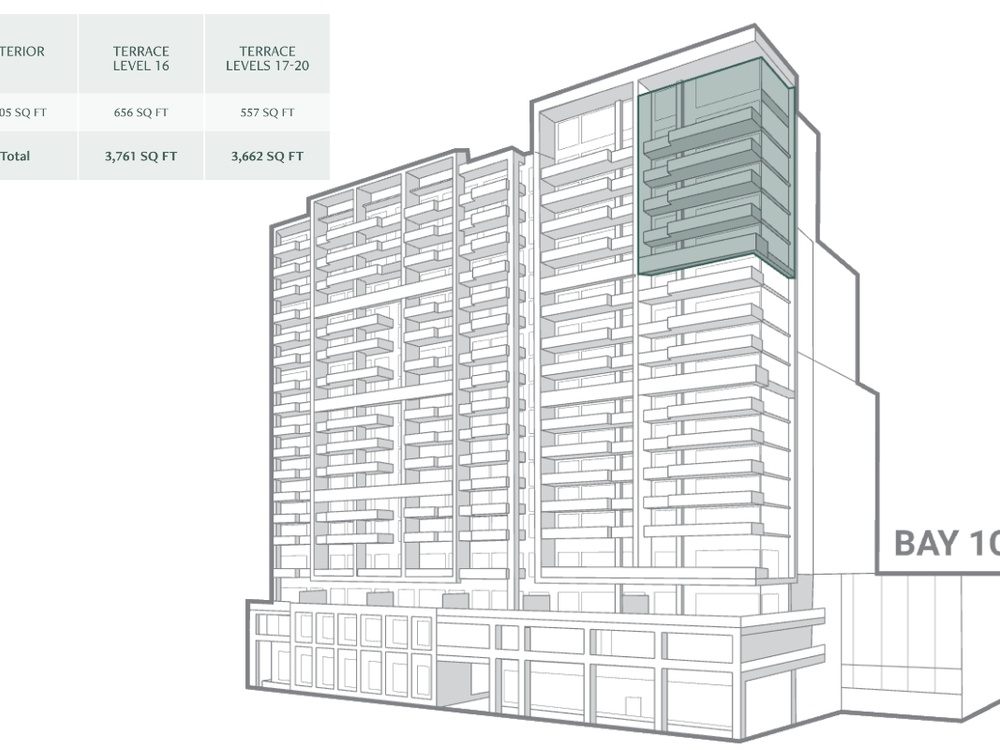 TERIOR
TERRACE
LEVEL 16
TERRACE
LEVELS 17-20
05 SQ FT
656 SQ FT
557 SQ FT
Total
3,761 SQ FT
3,662 SQ FT
BAY 10